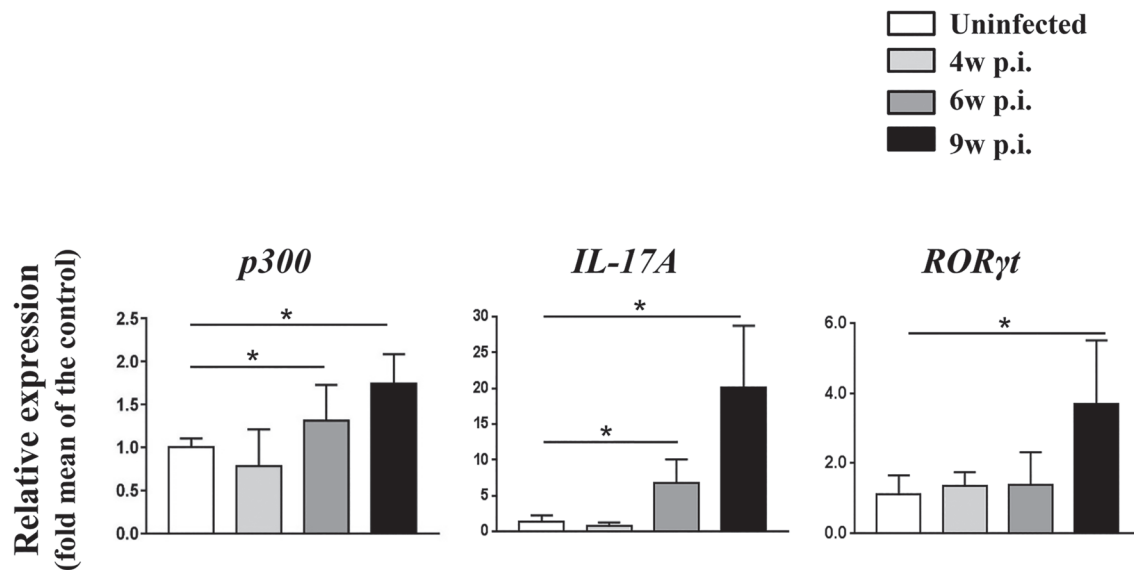 Uninfected
4w p.i.
6w p.i.
9w p.i.
Relative expression
(fold mean of the control)
p300
2.5
2.0
1.5
1.0
0.5
0.0
*
*
IL-17A
30
25
20
15
10
5
0
*
*
RORγt
6.0
4.0
2.0
0.0
*